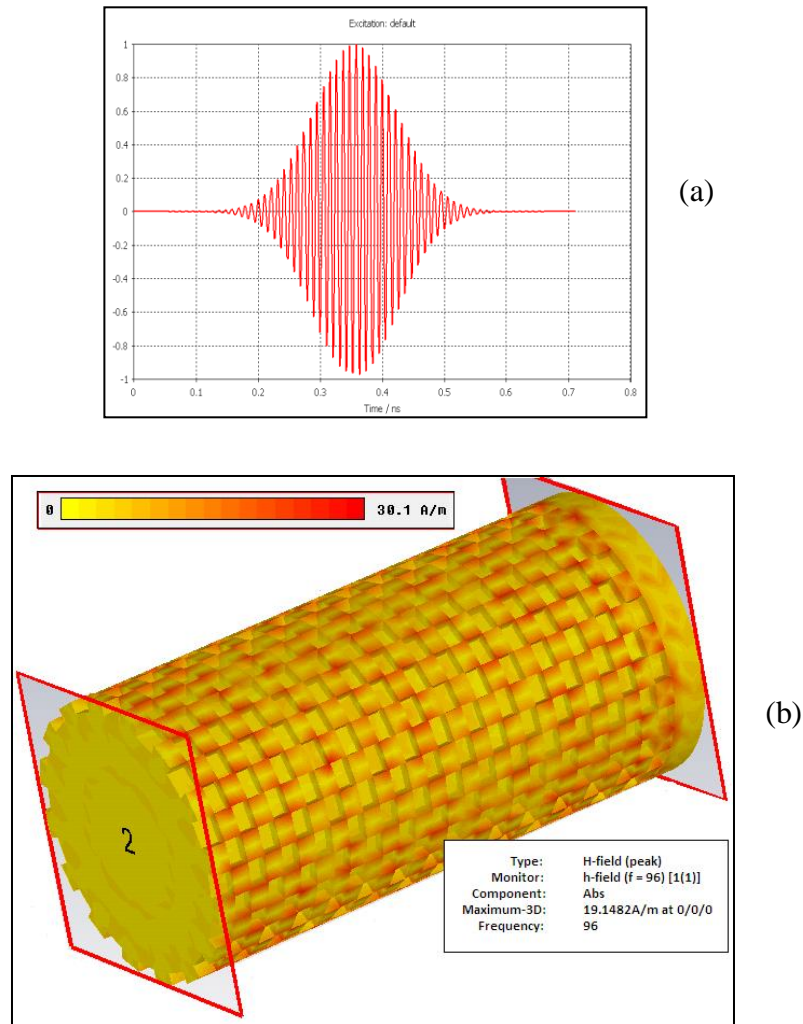 Excitation: default
1
0.8
0.6
0.4
0.2
0
-0.2
-0.4
-0.6
-0.8
-1
0 0.1 0.2 0.3 0.4 0.5 0.6 0.7 0.8
Time / ns
(a)
0 30.1 A/m
2
(b)
Type: H-field (peak)
Monitor: h-field (f = 96) [1(1)]
Component: Abs
Maximum-3D: 19.1482A/m at 0/0/0
Frequency: 96